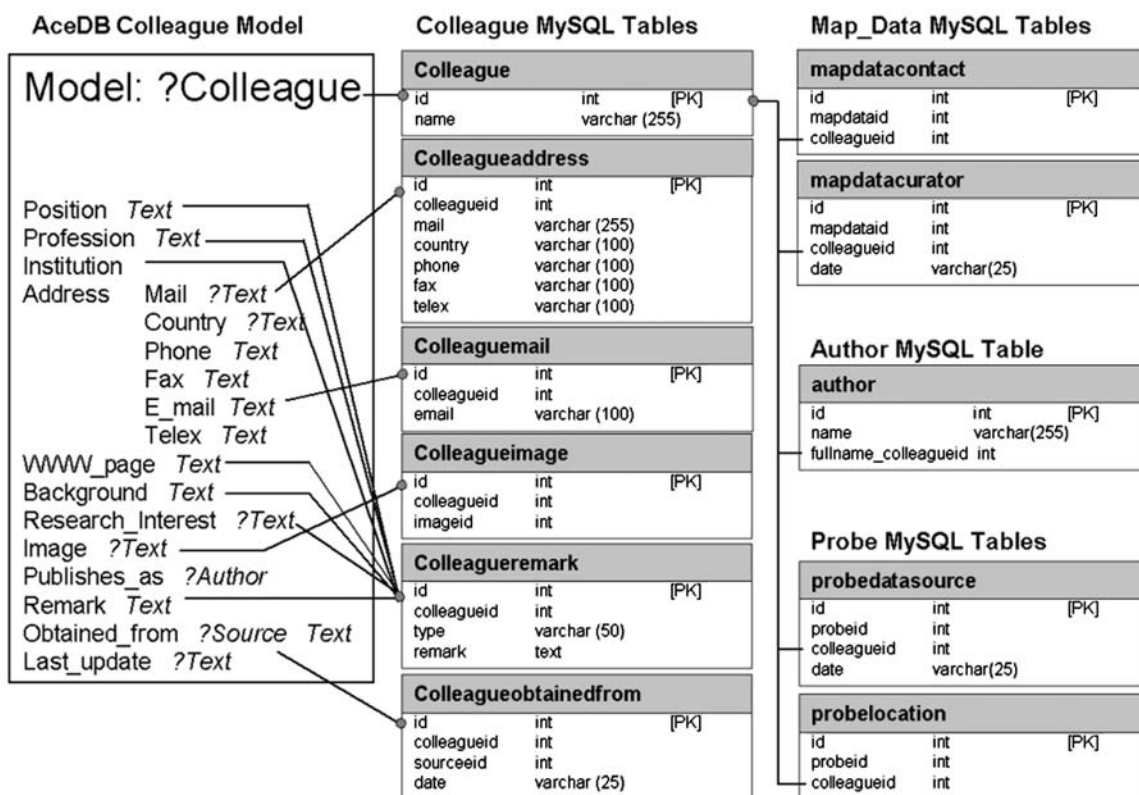 AceDB Colleague Model
Model: ?Colleague
Position Text
Profession Text
Institution
Address Mail ?Text
Country ?Text
Phone Text
Fax Text
E_mail Text
Telex Text
WWW_page Text
Background Text
Research_Interest ?Text
Image ?Text
Publishes_as ?Author
Remark Text
Obtained_from ?Source Text
Last_update ?Text
Colleague MySQL Tables
Colleague
id int [PK]
name varchar (255)
Colleagueaddress
id int [PK]
colleagueid int
mail varchar (255)
country varchar (100)
phone varchar (100)
fax varchar (100)
telex varchar (100)
Colleaguemail
id int [PK]
colleagueid int
email varchar (100)
Colleagueimage
id int [PK]
colleagueid int
imageid int
Colleagueremark
id int [PK]
colleagueid int
type varchar (50)
remark text
Colleagueobtainedfrom
id int [PK]
colleagueid int
sourceeid int
date varchar (25)
Map_Data MySQL Tables
mapdatacontact
id int [PK]
mapdataid int
colleagueid int
mapdatacurator
id int [PK]
mapdataid int
colleagueid int
date varchar(25)
Author MySQL Table
author
id int [PK]
name varchar(255)
fullname_colleagueid int
Probe MySQL Tables
probedatasource
id int [PK]
probeid int
colleagueid int
date varchar(25)
probelocation
id int [PK]
probeid int
colleagueid int